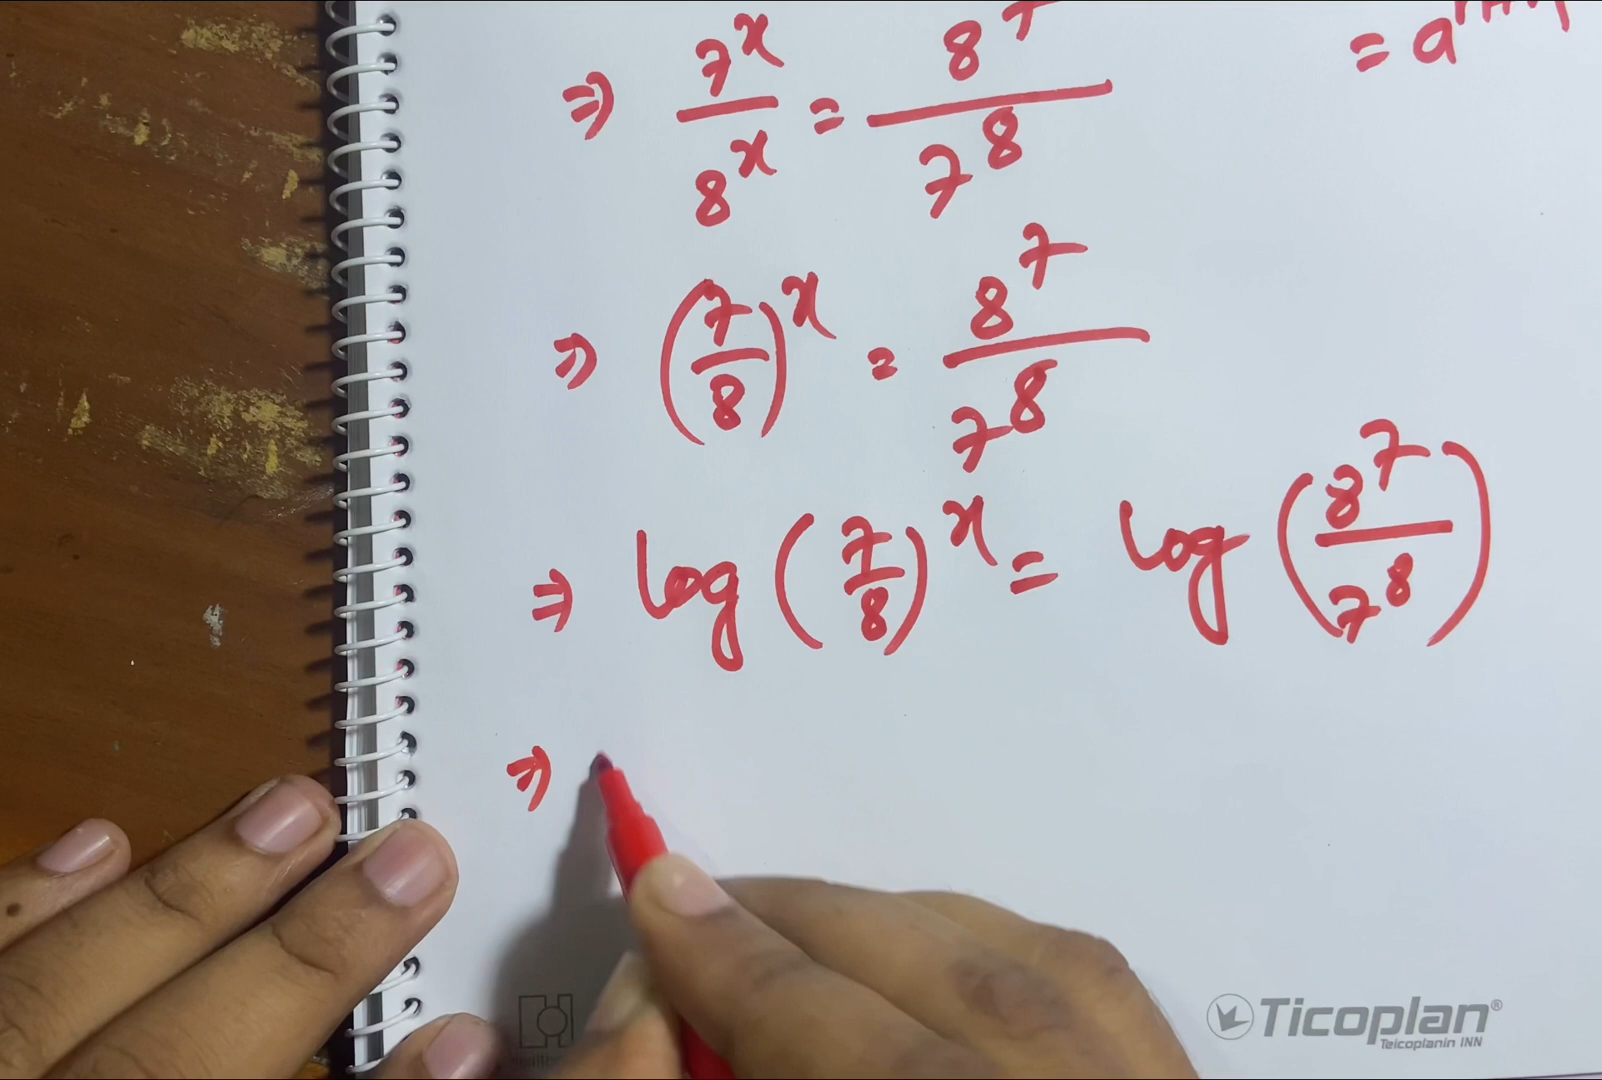 = a
⇒ 7^x / 8^x = 8^7 / 7^8
⇒ (7/8)^x = 8^7 / 7^8
⇒ log (7/8)^x = log (8^7 / 7^8)
⇒
Ticoplan®
Teicoplanin INN